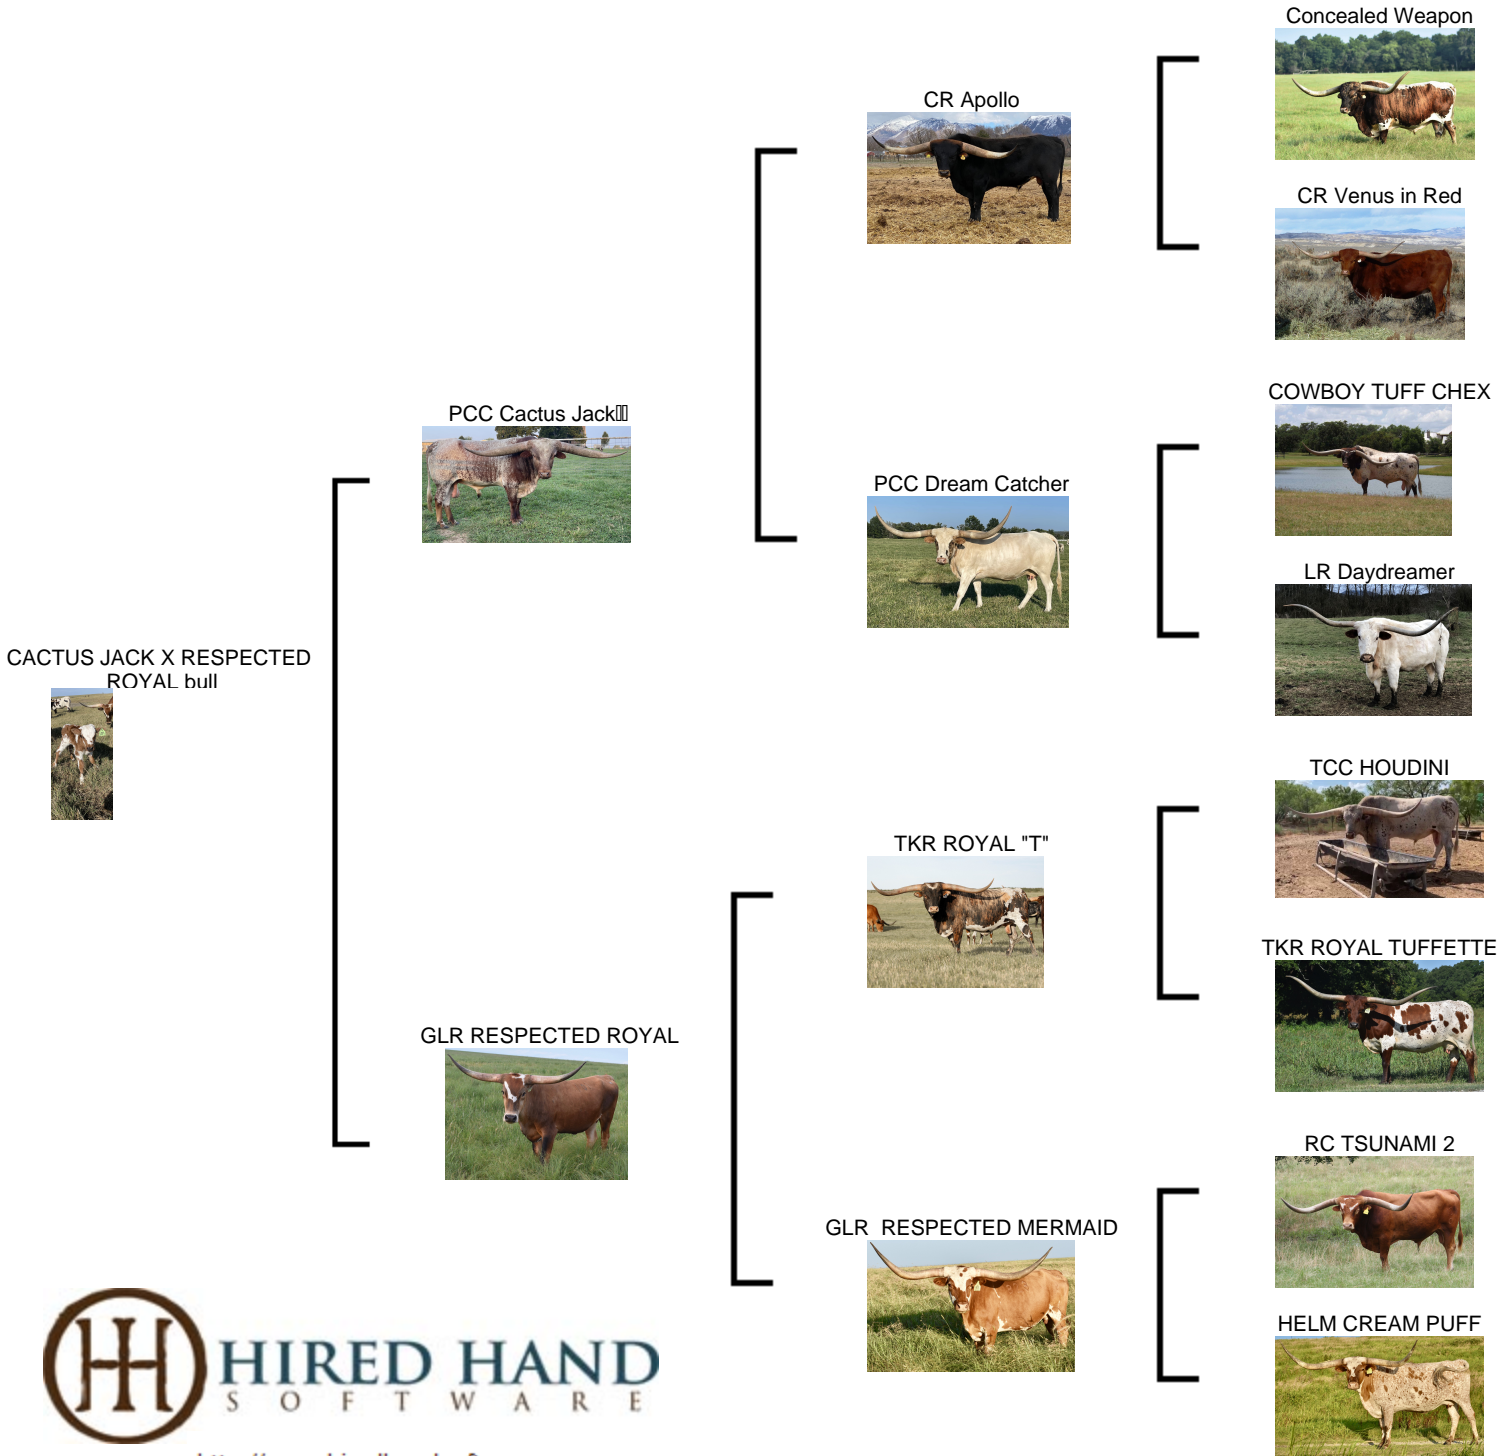 Concealed Weapon
CR Apollo
CR Venus in Red
COWBOY TUFF CHEX
PCC Cactus Jack
PCC Dream Catcher
LR Daydreamer
CACTUS JACK X RESPECTED
ROYAL bull
TCC HOUDINI
TKR ROYAL "T"
TKR ROYAL TUFFETTE
GLR RESPECTED ROYAL
RC TSUNAMI 2
GLR RESPECTED MERMAID
HELM CREAM PUFF
HIRED HAND
SOFTWARE